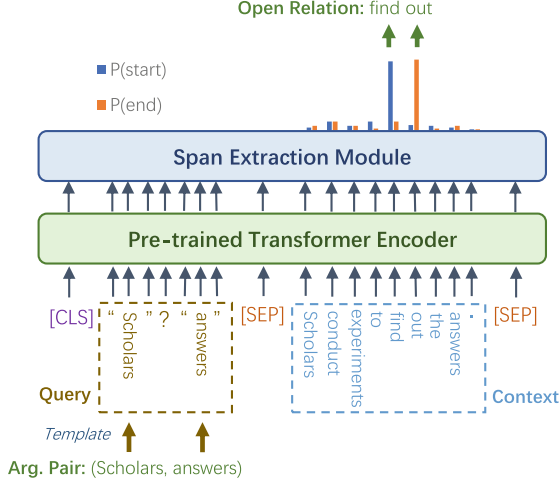 Open Relation: find out
P(start)
P(end)
Span Extraction Module
Pre-trained Transformer Encoder
[CLS] “ Scholars ” ? “ answers ” [SEP] Scholars conduct experiments to find out the answers . [SEP]
Query
Context
Template
Arg. Pair: (Scholars, answers)